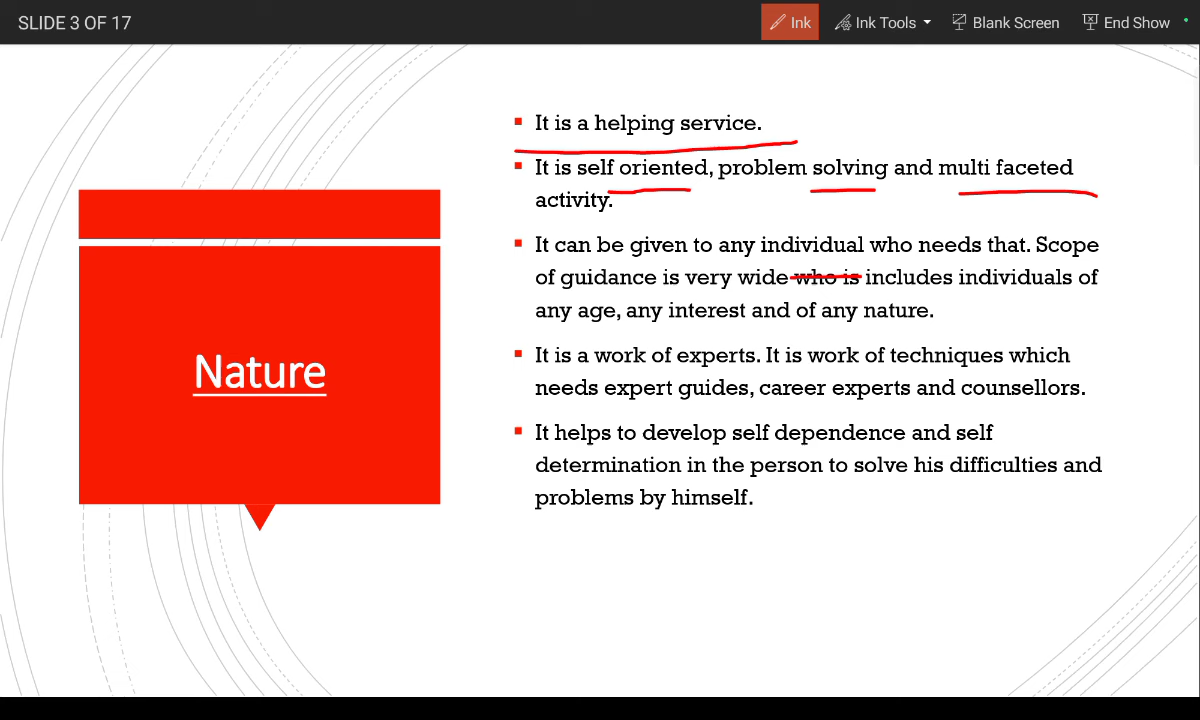 SLIDE 3 OF 17
Ink
Ink Tools
Blank Screen
End Show
Nature
It is a helping service.
It is self oriented, problem solving and multi faceted
activity.
It can be given to any individual who needs that. Scope
of guidance is very wide who is includes individuals of
any age, any interest and of any nature.
It is a work of experts. It is work of techniques which
needs expert guides, career experts and counsellors.
It helps to develop self dependence and self
determination in the person to solve his difficulties and
problems by himself.